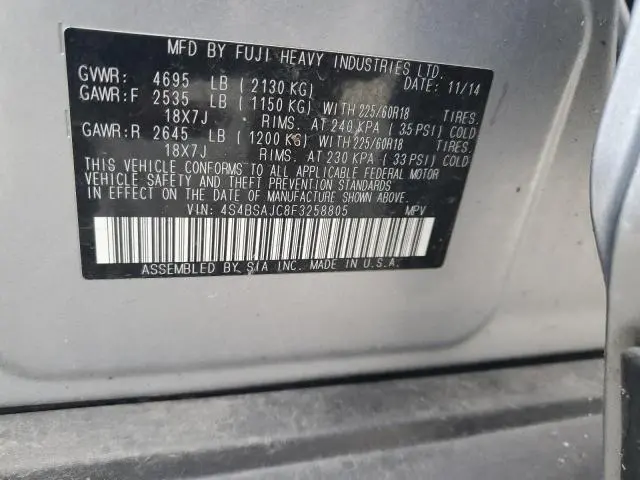 MFD BY FUJI HEAVY INDUSTRIES LTD.
GVWR: 4695 LB ( 2130 KG) DATE: 11/14
GAWR:F 2535 LB ( 1150 KG) WITH 225/60R18 TIRES.
18X7J RIMS. AT 240 KPA ( 35 PSI) COLD
GAWR:R 2645 LB ( 1200 KG) WITH 225/60R18 TIRES.
18X7J RIMS. AT 230 KPA ( 33 PSI) COLD
THIS VEHICLE CONFORMS TO ALL APPLICABLE FEDERAL MOTOR
VEHICLE SAFETY AND THEFT PREVENTION STANDARDS
IN EFFECT ON THE DATE OF MANUFACTURE SHOWN ABOVE.
VIN: 4S4BSAJC8F3258805 MPV
ASSEMBLED BY SIA INC. MADE IN U.S.A.